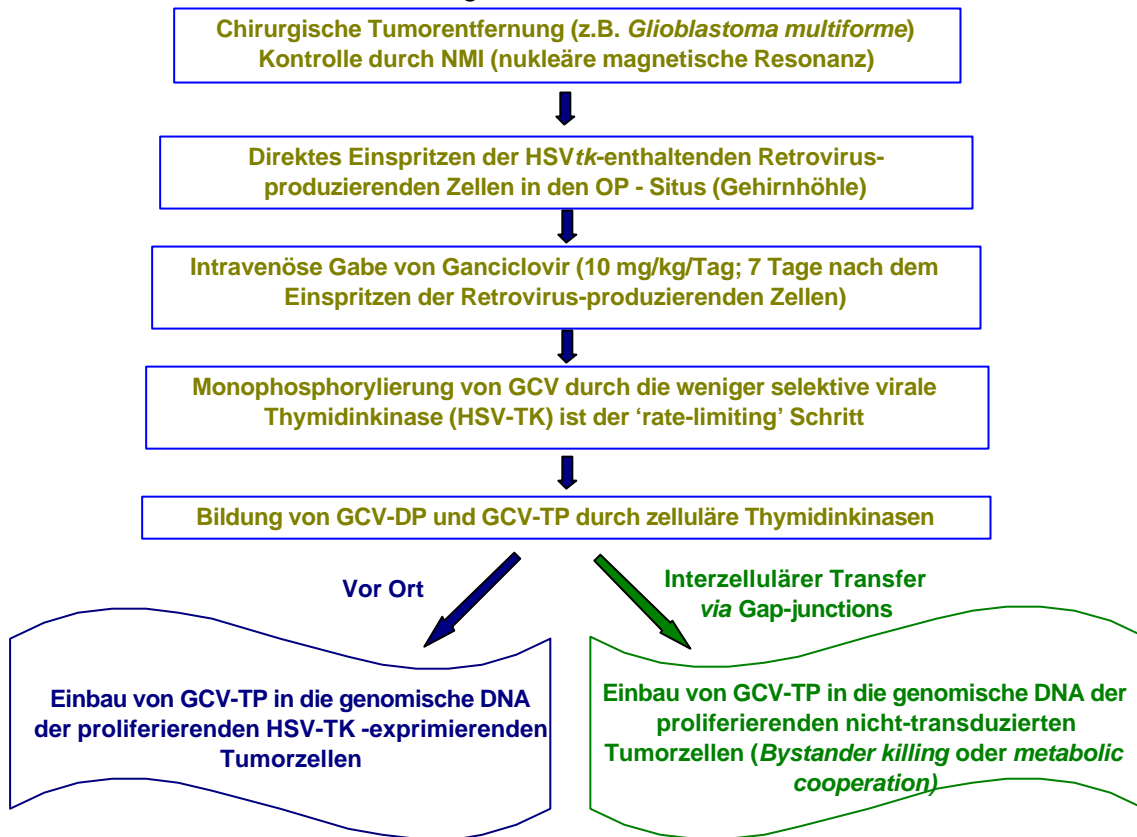 Chirurgische Tumorentfernung (z.B. Glioblastoma multiforme)
Kontrolle durch NMI (nukleäre magnetische Resonanz)
Direktes Einspritzen der HSVtk-enthaltenden Retrovirus-
produzierenden Zellen in den OP - Situs (Gehirnhöhle)
Intravenöse Gabe von Ganciclovir (10 mg/kg/Tag; 7 Tage nach dem
Einspritzen der Retrovirus-produzierenden Zellen)
Monophosphorylierung von GCV durch die weniger selektive virale
Thymidinkinase (HSV-TK) ist der ‘rate-limiting’ Schritt
Bildung von GCV-DP und GCV-TP durch zelluläre Thymidinkinasen
Vor Ort
Interzellulärer Transfer
via Gap-junctions
Einbau von GCV-TP in die genomische DNA
der proliferierenden HSV-TK -exprimierenden
Tumorzellen
Einbau von GCV-TP in die genomische DNA der
proliferierenden nicht-transduzierten
Tumorzellen (Bystander killing oder metabolic
cooperation)